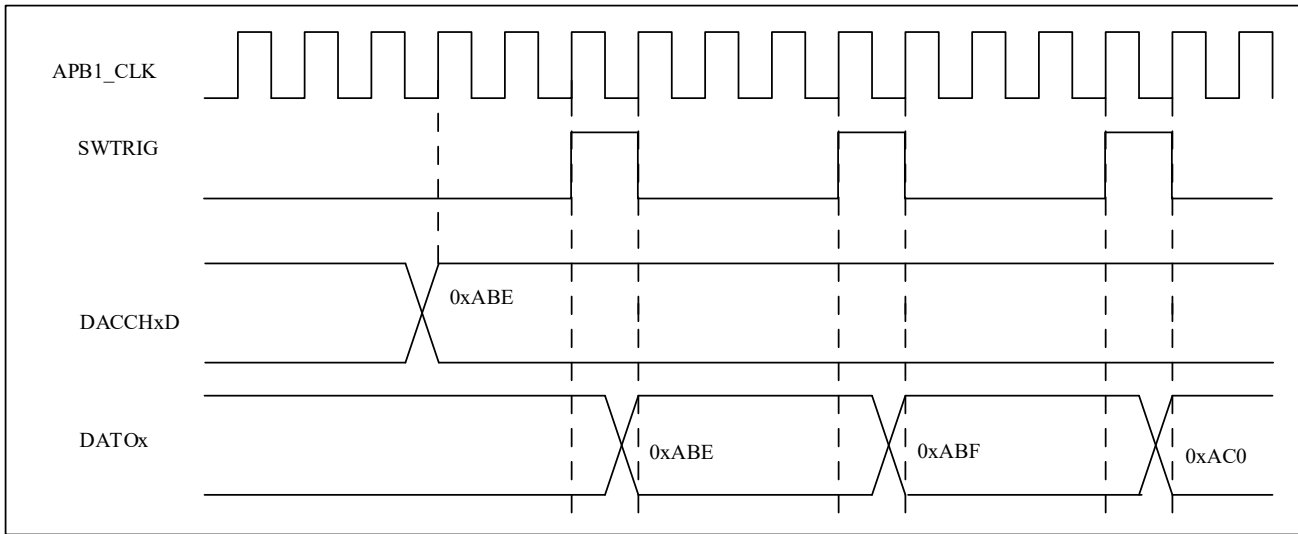 APB1_CLK
SWTRIG
0xABE
DACCHxD
DATOx
0xABE
0xABF
0xAC0